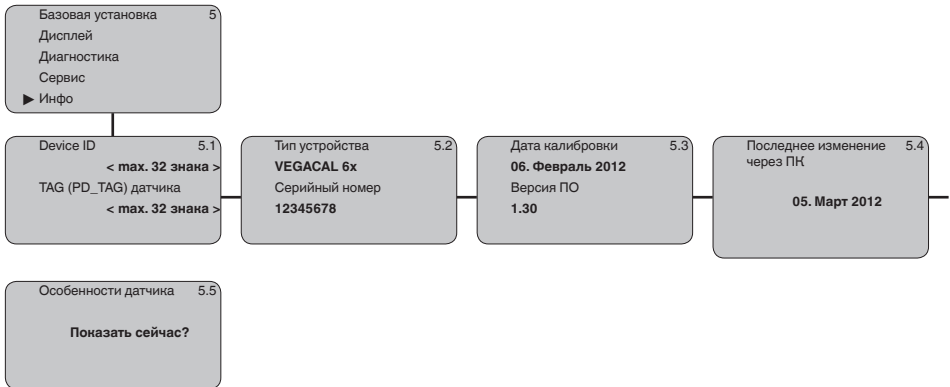 Базовая установка 5
Дисплей
Диагностика
Сервис
▶ Инфо
Device ID 5.1
< max. 32 знака >
TAG (PD_TAG) датчика
< max. 32 знака >
Тип устройства 5.2
VEGACAL 6x
Серийный номер
12345678
Дата калибровки 5.3
06. Февраль 2012
Версия ПО
1.30
Последнее изменение 5.4
через ПК
05. Март 2012
Особенности датчика 5.5
Показать сейчас?